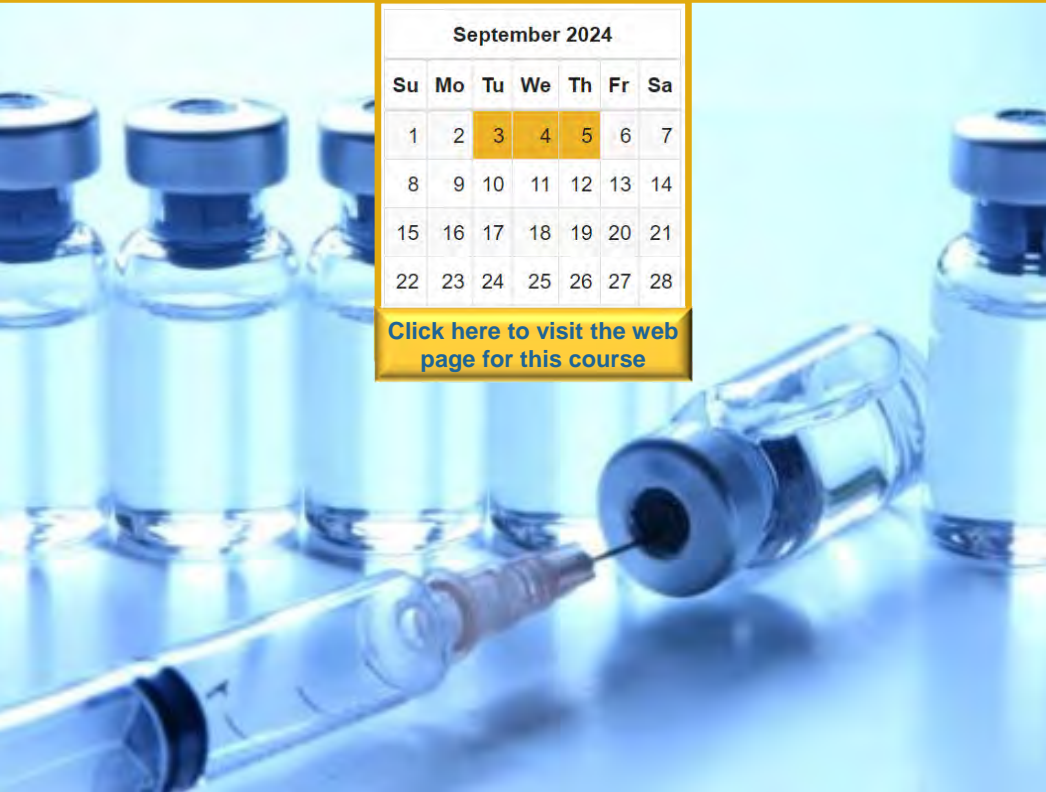 September 2024
Su Mo Tu We Th Fr Sa
1 2 3 4 5 6 7
8 9 10 11 12 13 14
15 16 17 18 19 20 21
22 23 24 25 26 27 28
Click here to visit the web
page for this course